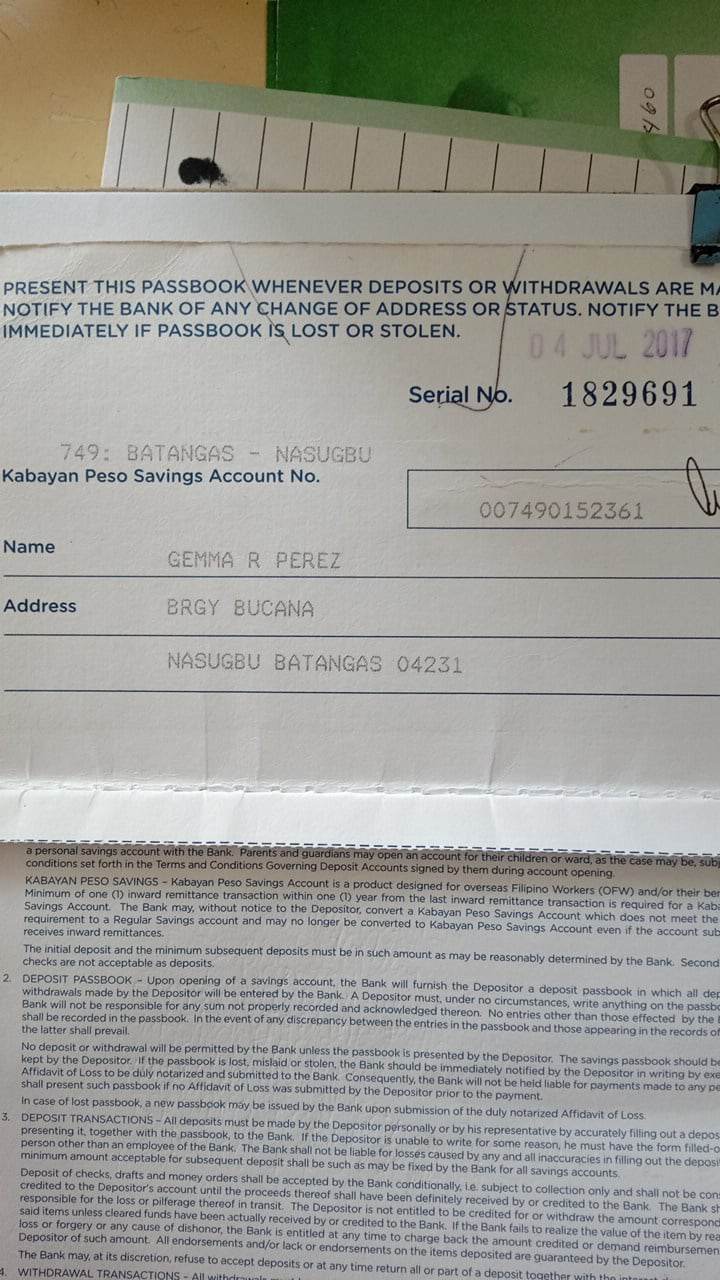 460
PRESENT THIS PASSBOOK WHENEVER DEPOSITS OR WITHDRAWALS ARE MA
NOTIFY THE BANK OF ANY CHANGE OF ADDRESS OR STATUS. NOTIFY THE B
IMMEDIATELY IF PASSBOOK IS LOST OR STOLEN.
04 JUL 2017
Serial No. 1829691
749: BATANGAS - NASUGBU
Kabayan Peso Savings Account No.
007490152361
Name GEMMA R PEREZ
Address BRGY BUCANA
NASUGBU BATANGAS 04231
a personal savings account with the Bank. Parents and guardians may open an account for their children or ward, as the case may be, subj
conditions set forth in the Terms and Conditions Governing Deposit Accounts signed by them during account opening.
KABAYAN PESO SAVINGS – Kabayan Peso Savings Account is a product designed for overseas Filipino Workers (OFW) and/or their ben
Minimum of one (1) inward remittance transaction within one (1) year from the last inward remittance transaction is required for a Kaba
Savings Account. The Bank may, without notice to the Depositor, convert a Kabayan Peso Savings Account which does not meet the
requirement to a Regular Savings account and may no longer be converted to Kabayan Peso Savings Account even if the account sub
receives inward remittances.
The initial deposit and the minimum subsequent deposits must be in such amount as may be reasonably determined by the Bank. Second
checks are not acceptable as deposits.
2. DEPOSIT PASSBOOK – Upon opening of a savings account, the Bank will furnish the Depositor a deposit passbook in which all dep
withdrawals made by the Depositor will be entered by the Bank. A Depositor must, under no circumstances, write anything on the passbo
Bank will not be responsible for any sum not properly recorded and acknowledged thereon. No entries other than those effected by the
shall be recorded in the passbook. In the event of any discrepancy between the entries in the passbook and those appearing in the records of
the latter shall prevail.
No deposit or withdrawal will be permitted by the Bank unless the passbook is presented by the Depositor. The savings passbook should be
kept by the Depositor. If the passbook is lost, mislaid or stolen, the Bank should be immediately notified by the Depositor in writing by exe
Affidavit of Loss to be duly notarized and submitted to the Bank. Consequently, the Bank will not be held liable for payments made to any pe
shall present such passbook if no Affidavit of Loss was submitted by the Depositor prior to the payment.
In case of lost passbook, a new passbook may be issued by the Bank upon submission of the duly notarized Affidavit of Loss.
3. DEPOSIT TRANSACTIONS – All deposits must be made by the Depositor personally or by his representative by accurately filling out a depos
presenting it, together with the passbook, to the Bank. If the Depositor is unable to write for some reason, he must have the form filled-o
person other than an employee of the Bank. The Bank shall not be liable for losses caused by any and all inaccuracies in filling out the deposi
minimum amount acceptable for subsequent deposit shall be such as may be fixed by the Bank for all savings accounts.
Deposit of checks, drafts and money orders shall be accepted by the Bank conditionally, i.e. subject to collection only and shall not be con
credited to the Depositor's account until the proceeds thereof shall have been definitely received by or credited to the Bank. The Bank sh
responsible for the loss or pilferage thereof in transit. The Depositor is not entitled to be credited for or withdraw the amount correspond
said items unless cleared funds have been actually received by or credited to the Bank. If the Bank fails to realize the value of the item by rea
loss or forgery or any cause of dishonor, the Bank is entitled at any time to charge back the amount credited or demand reimbursemen
Depositor of such amount. All endorsements and/or lack or endorsements on the items deposited are guaranteed by the Depositor.
The Bank may, at its discretion, refuse to accept deposits or at any time return all or part of a deposit together with the
4. WITHDRAWAL TRANSACTIONS – All